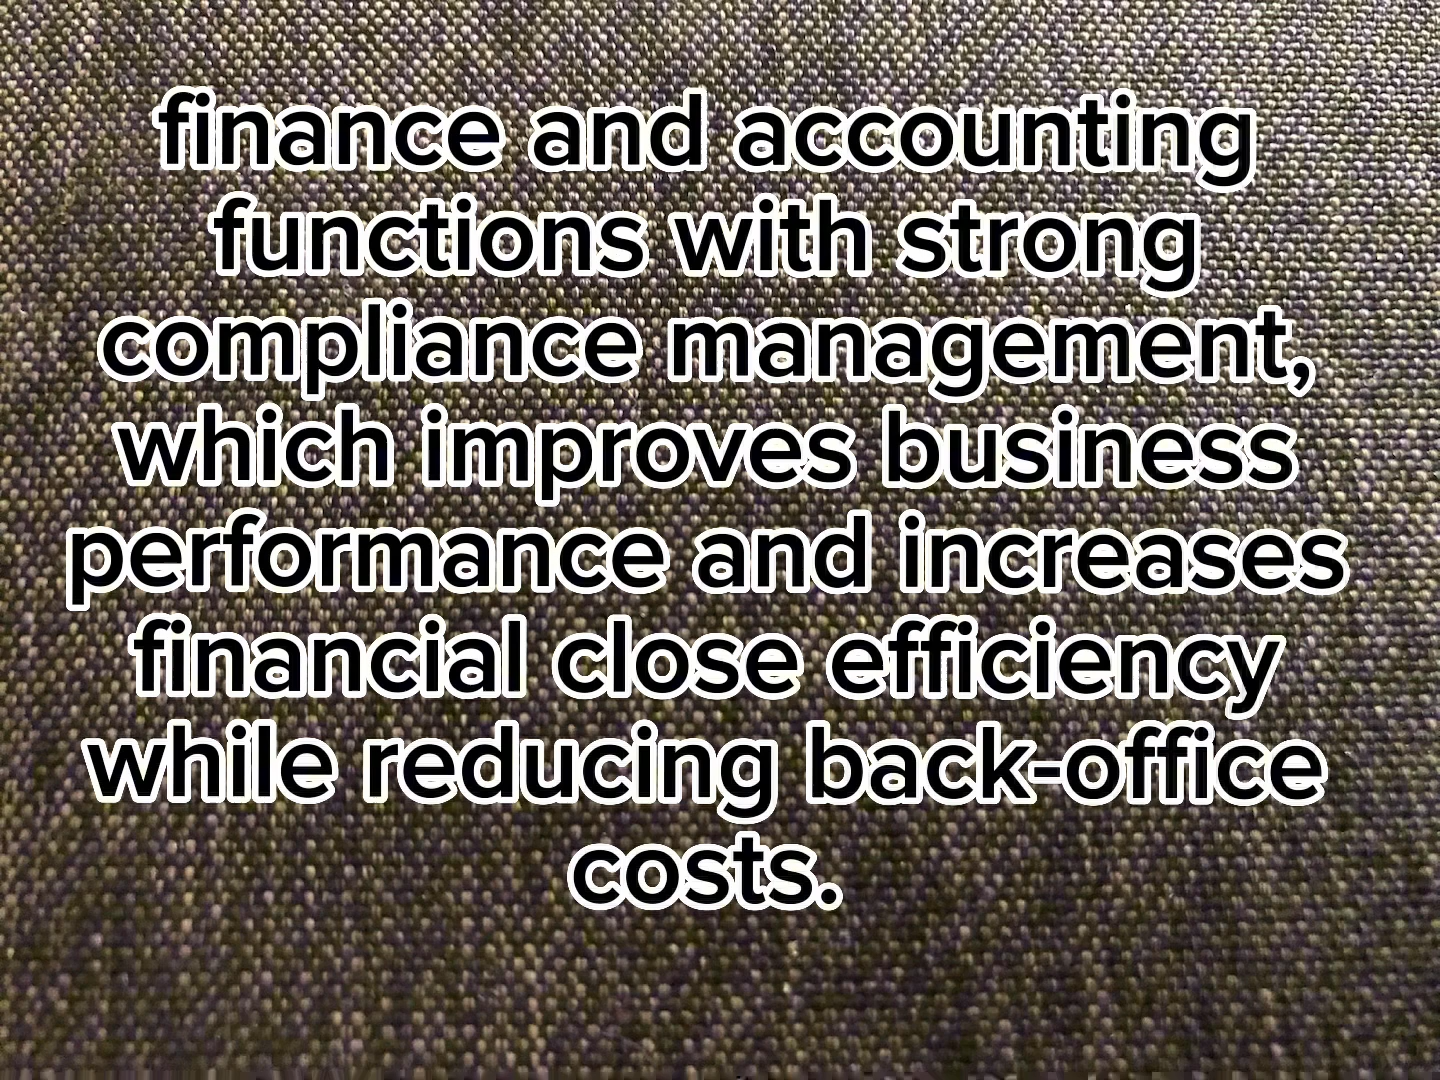 finance and accounting
functions with strong
compliance management,
which improves business
performance and increases
financial close efficiency
while reducing back-office
costs.